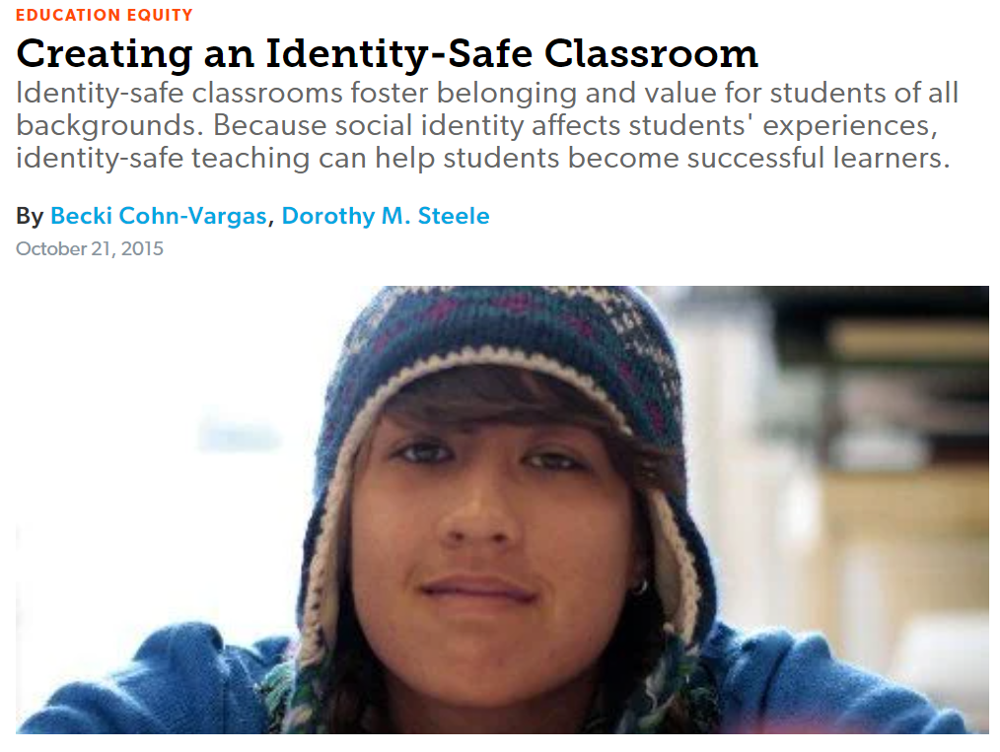 EDUCATION EQUITY
Creating an Identity-Safe Classroom
Identity-safe classrooms foster belonging and value for students of all
backgrounds. Because social identity affects students' experiences,
identity-safe teaching can help students become successful learners.
By Becki Cohn-Vargas, Dorothy M. Steele
October 21, 2015